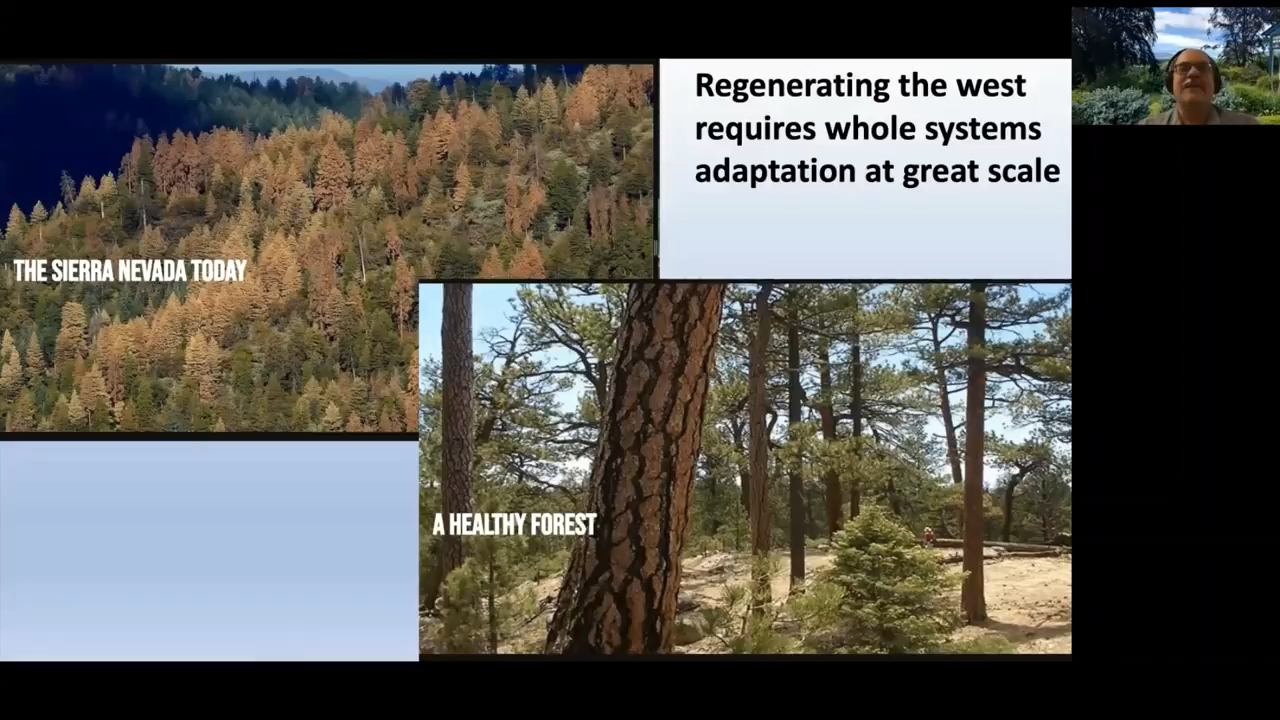 Regenerating the west
requires whole systems
adaptation at great scale
THE SIERRA NEVADA TODAY
A HEALTHY FOREST